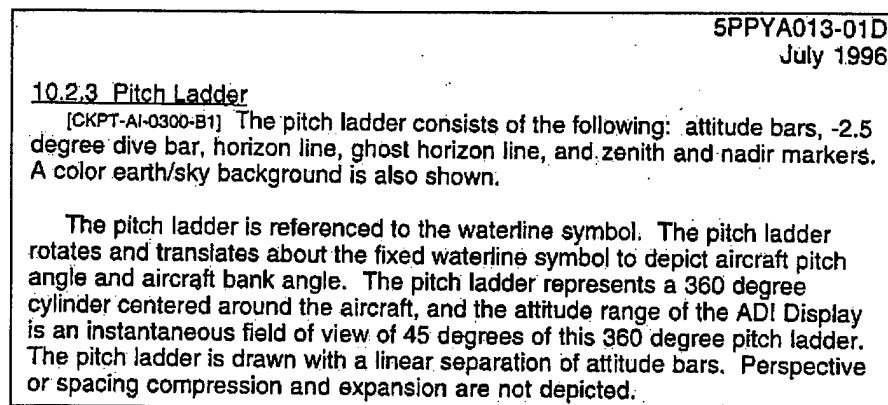 5PPYA013-01D
July 1996
10.2.3 Pitch Ladder
[CKPT-AI-0300-B1] The pitch ladder consists of the following: attitude bars, -2.5
degree dive bar, horizon line, ghost horizon line, and zenith and nadir markers.
A color earth/sky background is also shown.
The pitch ladder is referenced to the waterline symbol. The pitch ladder
rotates and translates about the fixed waterline symbol to depict aircraft pitch
angle and aircraft bank angle. The pitch ladder represents a 360 degree
cylinder centered around the aircraft, and the attitude range of the ADI Display
is an instantaneous field of view of 45 degrees of this 360 degree pitch ladder.
The pitch ladder is drawn with a linear separation of attitude bars. Perspective
or spacing compression and expansion are not depicted.